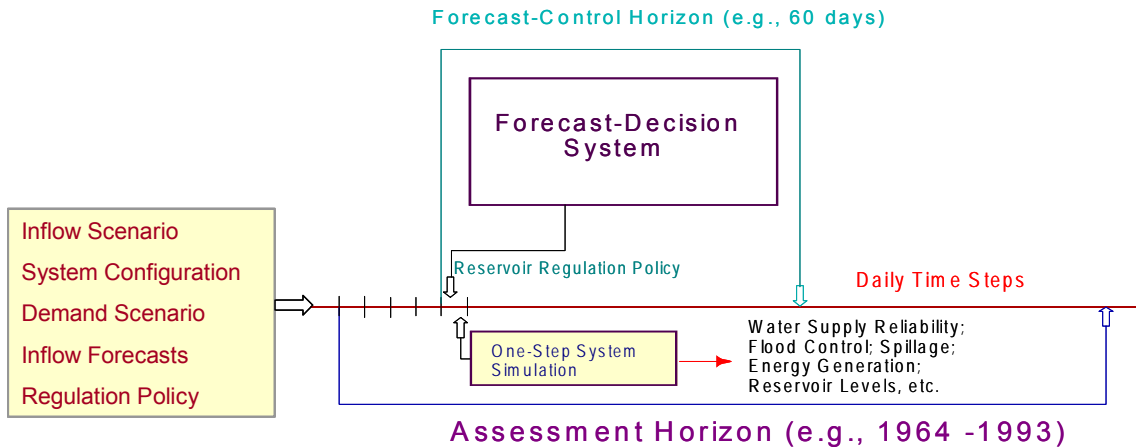 Forecast-Control Horizon (e.g., 60 days)
Forecast-Decision
System
Inflow Scenario
System Configuration
Demand Scenario
Inflow Forecasts
Regulation Policy
Reservoir Regulation Policy
Daily Time Steps
One-Step System
Simulation
Water Supply Reliability;
Flood Control; Spillage;
Energy Generation;
Reservoir Levels, etc.
Assessment Horizon (e.g., 1964 -1993)